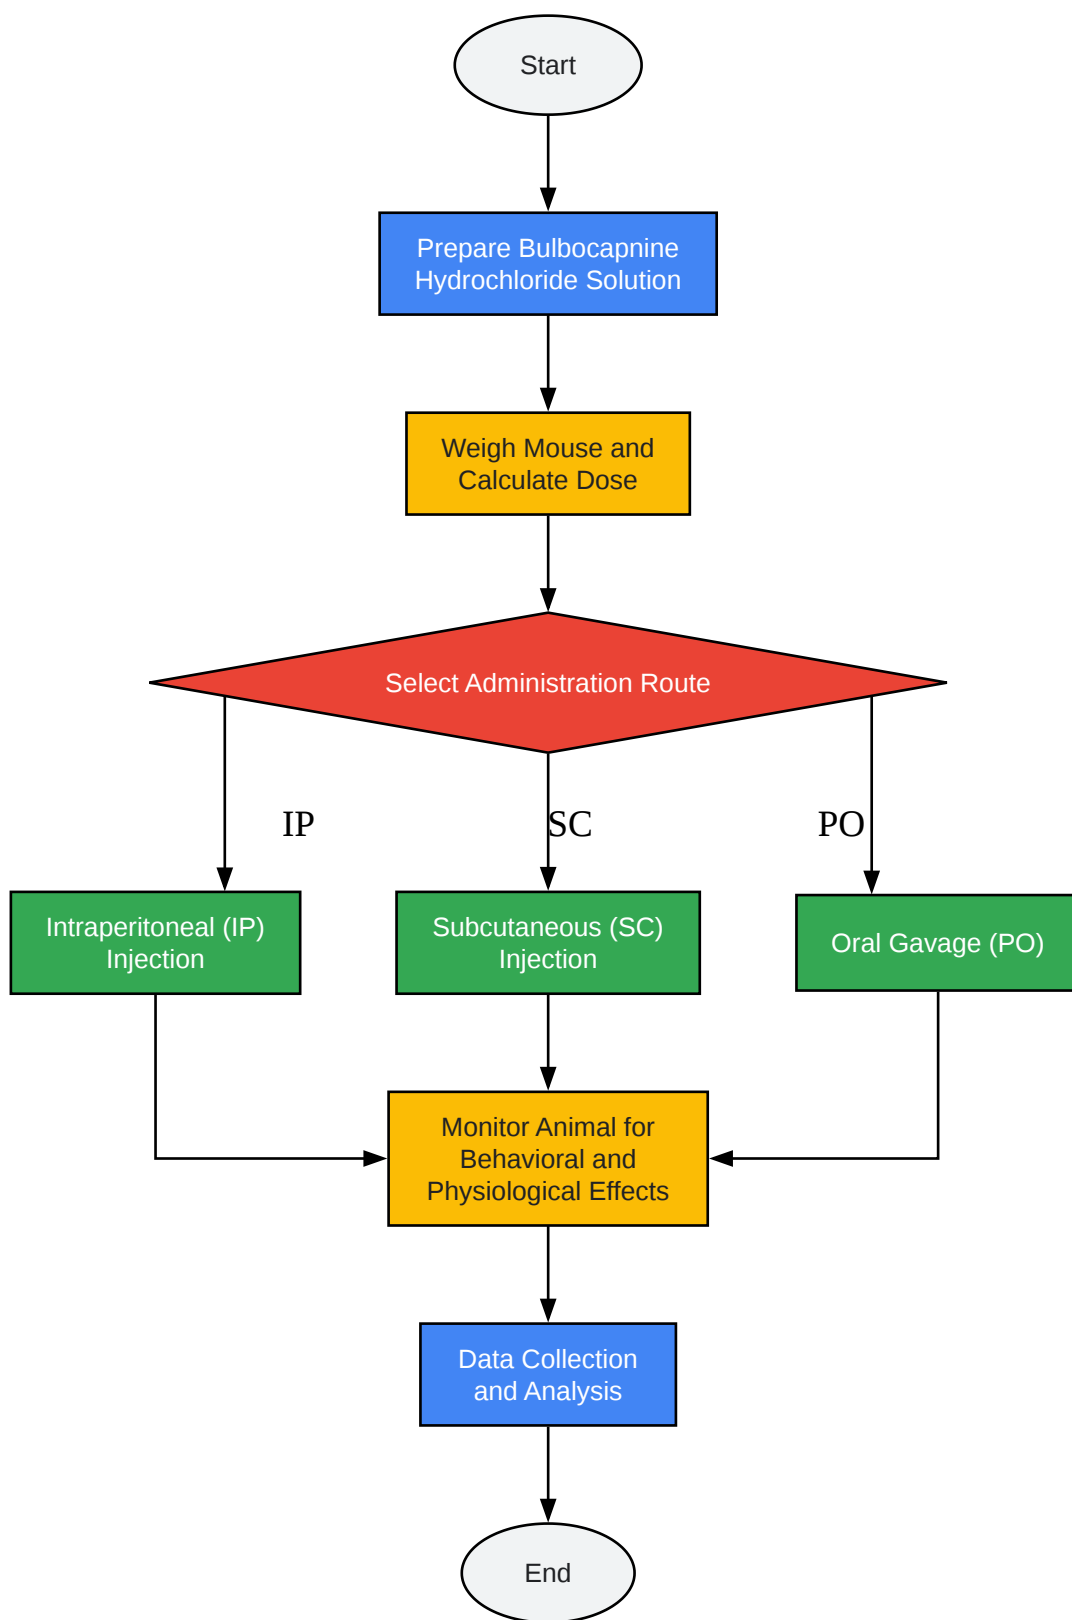 Start
Prepare Bulbocapnine
Hydrochloride Solution
Weigh Mouse and
Calculate Dose
Select Administration Route
IP
SC
PO
Intraperitoneal (IP)
Injection
Subcutaneous (SC)
Injection
Oral Gavage (PO)
Monitor Animal for
Behavioral and
Physiological Effects
Data Collection
and Analysis
End